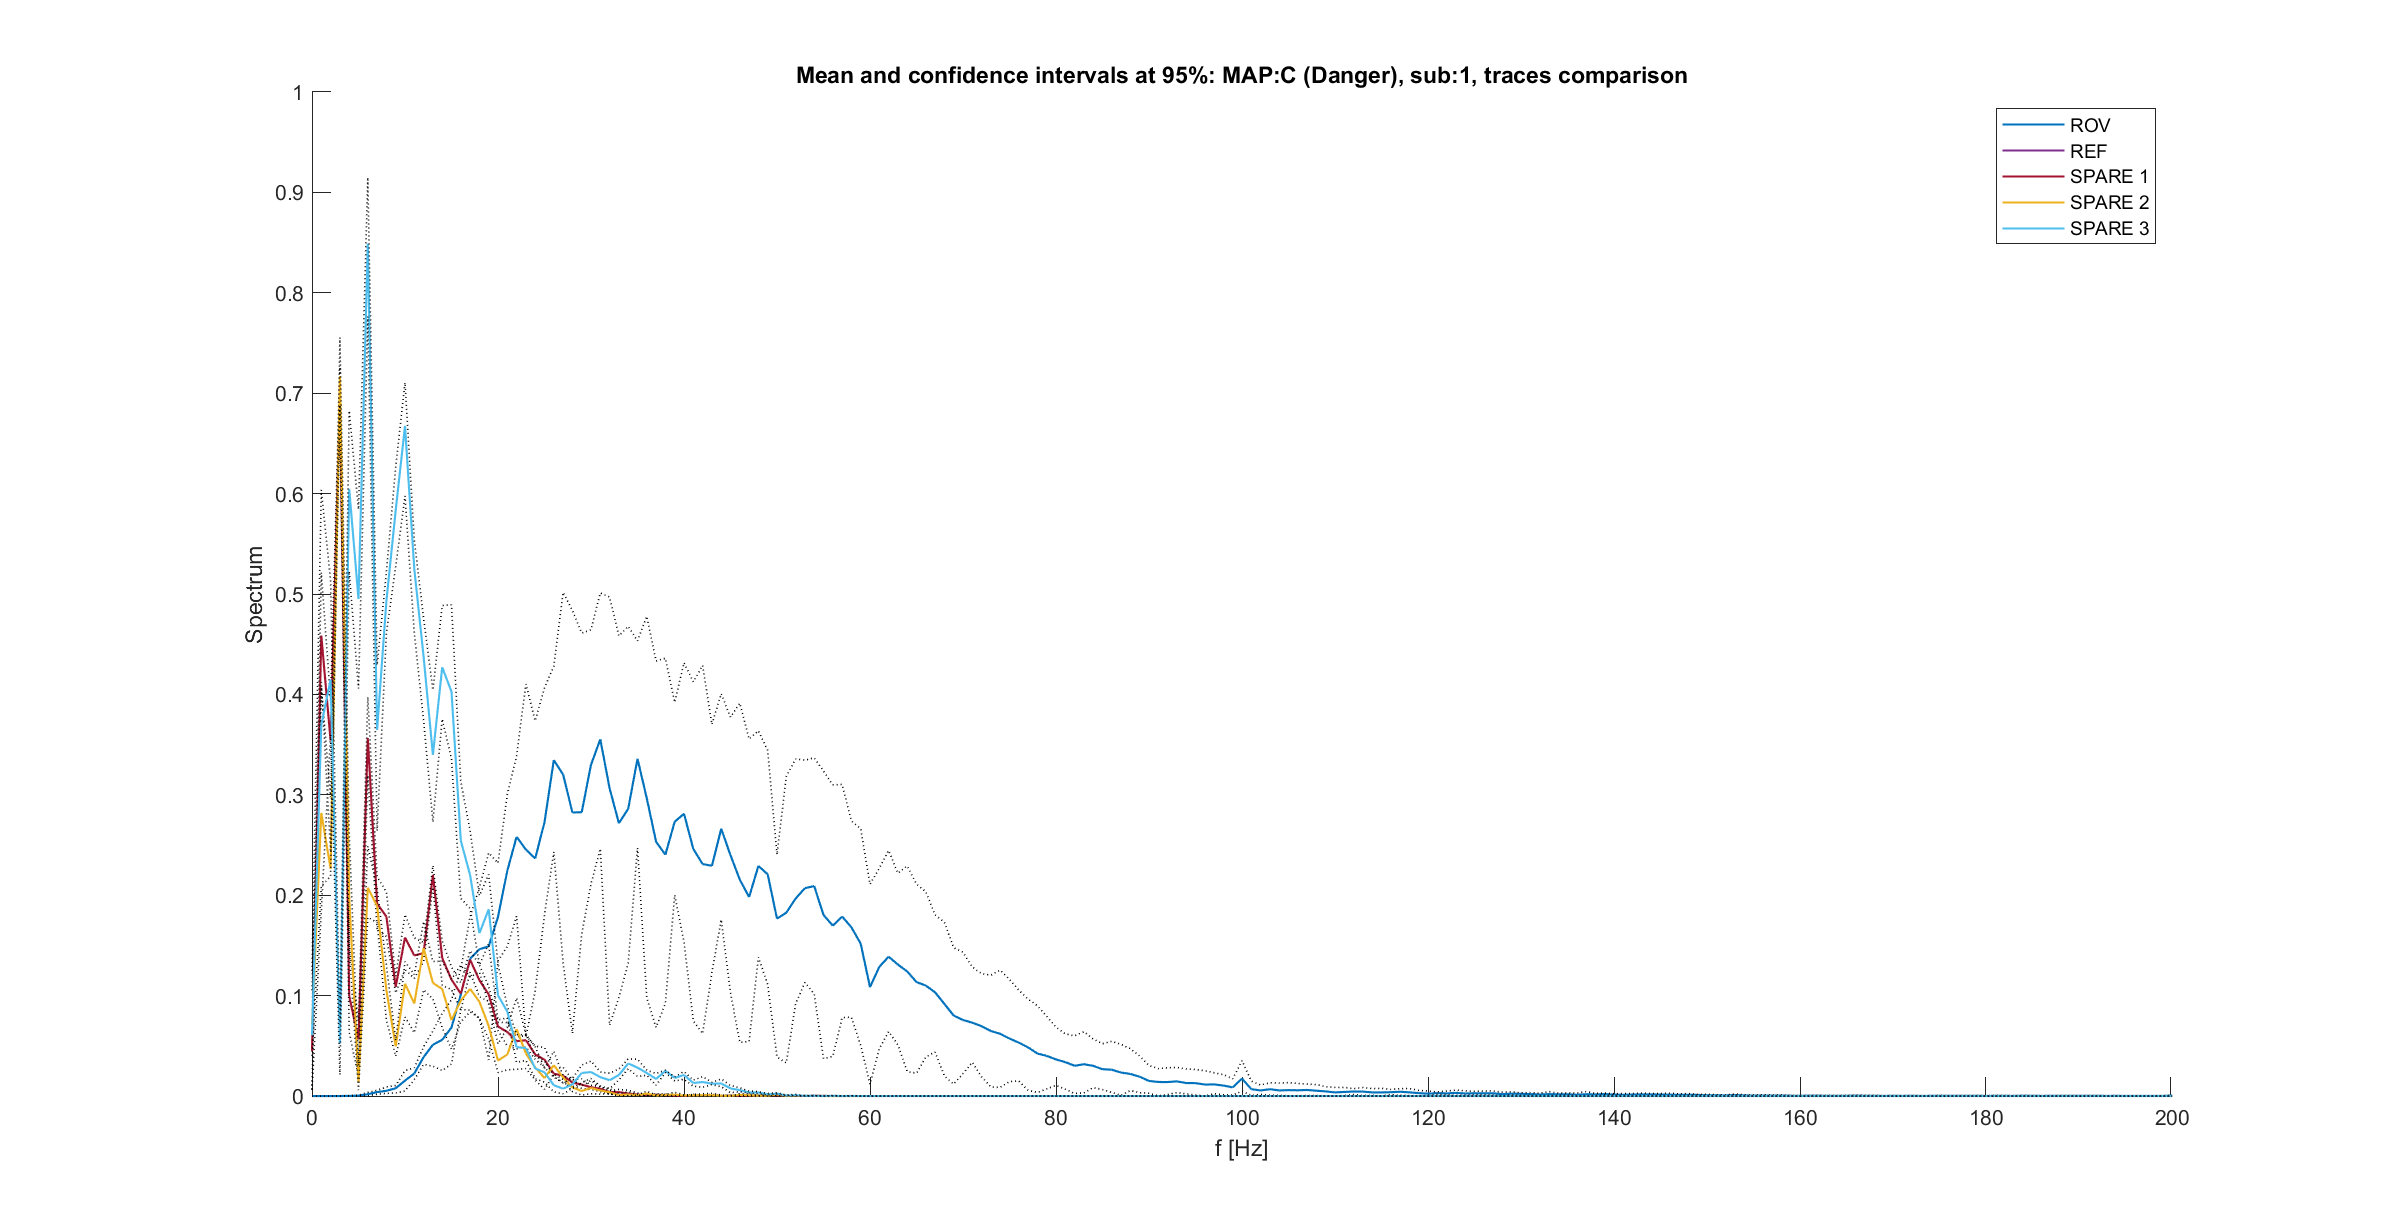 Mean and confidence intervals at 95%: MAP:C (Danger), sub:1, traces comparison
1
0.9
0.8
0.7
0.6
0.5
0.4
0.3
0.2
0.1
0
Spectrum
ROV
REF
SPARE 1
SPARE 2
SPARE 3
0 20 40 60 80 100 120 140 160 180 200
f [Hz]